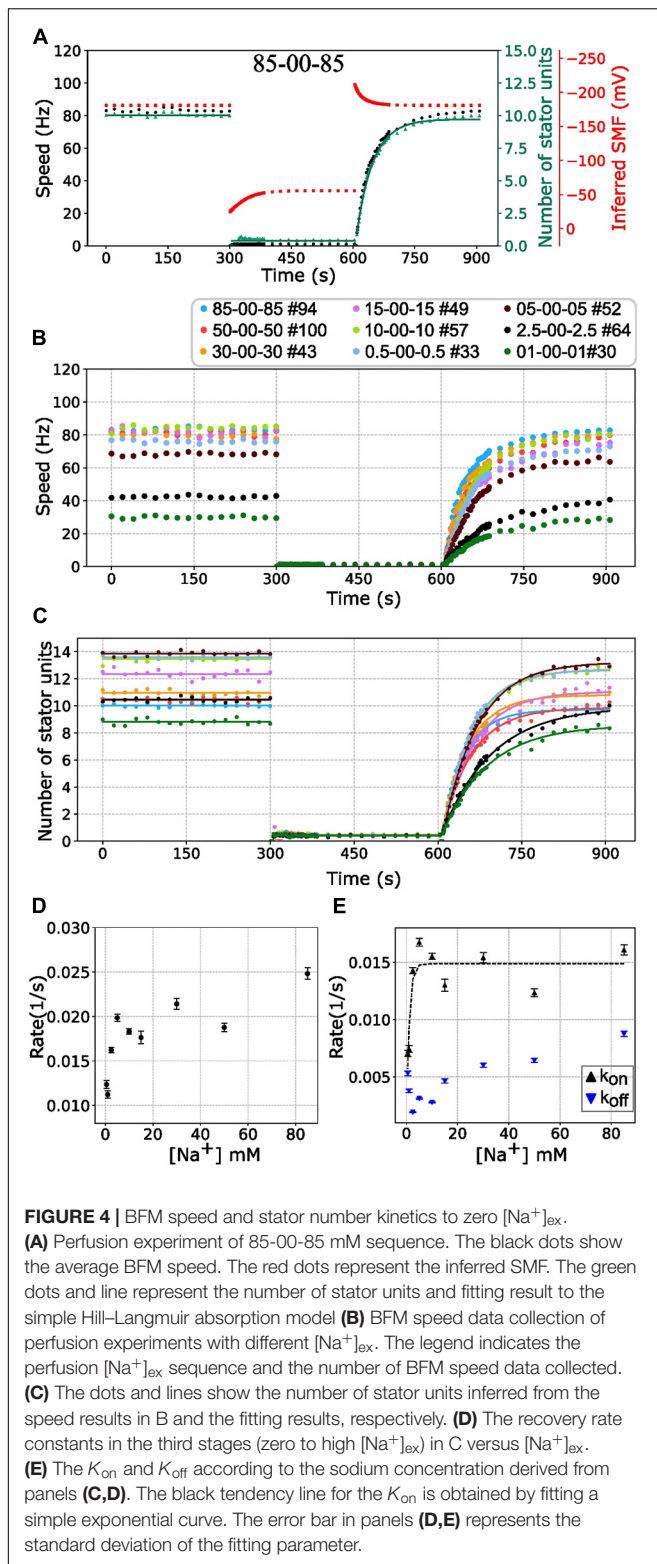 A
85-00-85
120
100
80
60
40
20
0
Speed (Hz)
15.0
12.5
10.0
7.5
5.0
2.5
0.0
Number of stator units
−250
−200
−150
−100
−50
0
Inferred SMF (mV)
0 150 300 450 600 750 900
Time (s)
85-00-85 #94 15-00-15 #49 05-00-05 #52
50-00-50 #100 10-00-10 #57 2.5-00-2.5 #64
30-00-30 #43 0.5-00-0.5 #33 01-00-01#30
B
120
100
80
60
40
20
0
Speed (Hz)
0 150 300 450 600 750 900
Time (s)
C
14
12
10
8
6
4
2
0
Number of stator units
0 150 300 450 600 750 900
Time (s)
D
0.030
0.025
0.020
0.015
0.010
Rate(1/s)
0 20 40 60 80
[Na⁺] mM
E
0.015
0.010
0.005
Rate(1/s)
kon
koff
0 20 40 60 80
[Na⁺] mM
FIGURE 4 | BFM speed and stator number kinetics to zero [Na⁺]ex.
(A) Perfusion experiment of 85-00-85 mM sequence. The black dots show
the average BFM speed. The red dots represent the inferred SMF. The green
dots and line represent the number of stator units and fitting result to the
simple Hill–Langmuir absorption model (B) BFM speed data collection of
perfusion experiments with different [Na⁺]ex. The legend indicates the
perfusion [Na⁺]ex sequence and the number of BFM speed data collected.
(C) The dots and lines show the number of stator units inferred from the
speed results in B and the fitting results, respectively. (D) The recovery rate
constants in the third stages (zero to high [Na⁺]ex) in C versus [Na⁺]ex.
(E) The Kon and Koff according to the sodium concentration derived from
panels (C,D). The black tendency line for the Kon is obtained by fitting a
simple exponential curve. The error bar in panels (D,E) represents the
standard deviation of the fitting parameter.